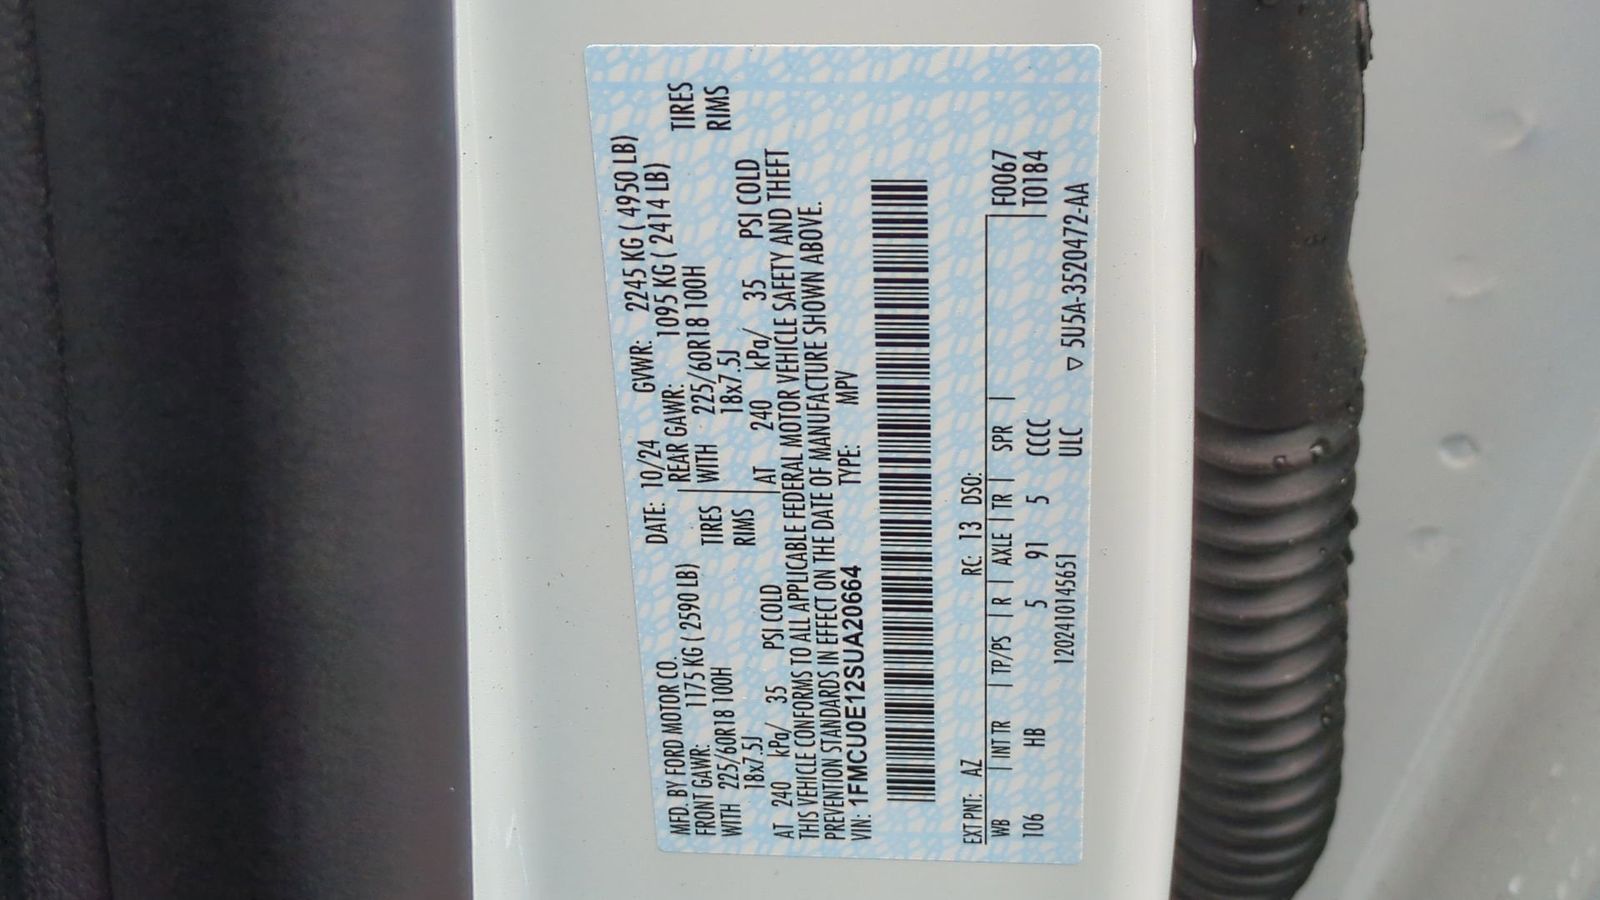 MFD. BY FORD MOTOR CO. DATE: 10/24 GVWR: 2245 KG ( 4950 LB)
FRONT GAWR: 1175 KG ( 2590 LB) REAR GAWR: 1095 KG ( 2414 LB)
WITH 225/60R18 100H TIRES WITH 225/60R18 100H TIRES
18x7.5J RIMS 18x7.5J RIMS
AT 240 kPa/ 35 PSI COLD AT 240 kPa/ 35 PSI COLD
THIS VEHICLE CONFORMS TO ALL APPLICABLE FEDERAL MOTOR VEHICLE SAFETY AND THEFT
PREVENTION STANDARDS IN EFFECT ON THE DATE OF MANUFACTURE SHOWN ABOVE.
VIN: 1FMCU0E12SUA20664 TYPE: MPV
EXT PNT: AZ RC: 13 DSO:
WB | INT TR | TP/PS | R | AXLE | TR | SPR | F0067
106 HB 5 91 5 CCCC T0184
120241014565​1 ULC ▽ 5U5A-3520472-AA